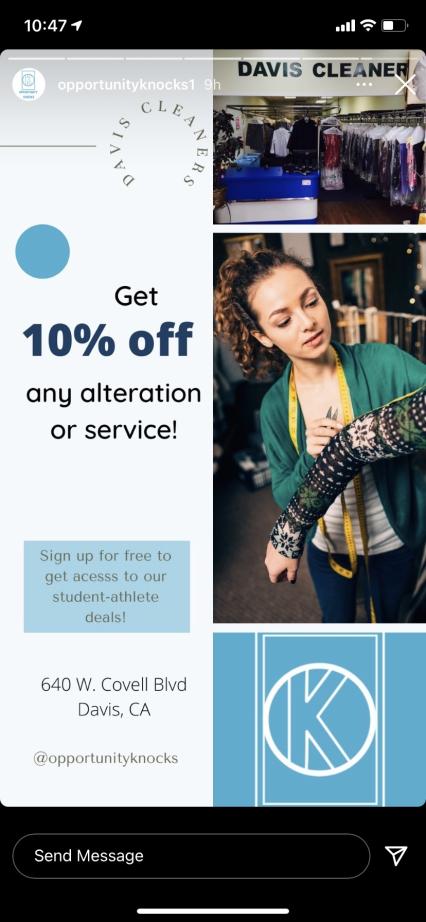 10:47
opportunityknocks1 9h
DAVIS CLEANER
DAVIS CLEANERS
Get
10% off
any alteration
or service!
Sign up for free to
get acesss to our
student-athlete
deals!
640 W. Covell Blvd
Davis, CA
@opportunityknocks
K
Send Message